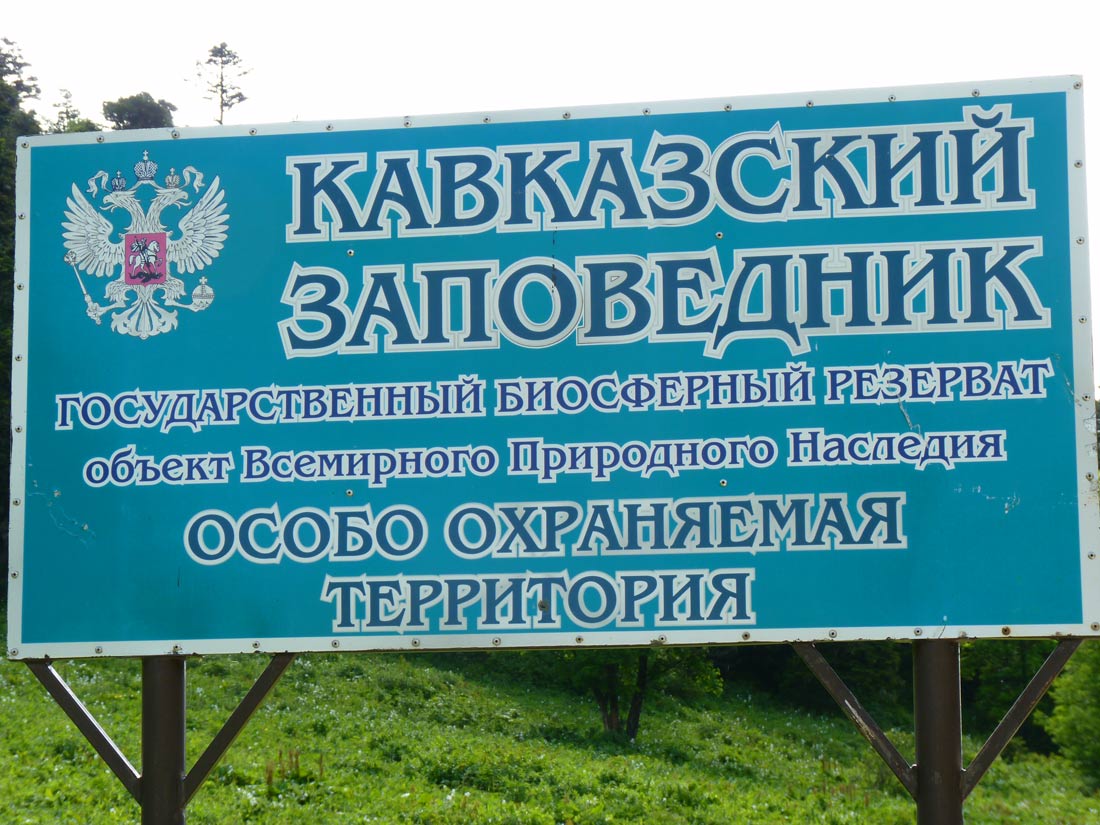 КАВКАЗСКИЙ
ЗАПОВЕДНИК
ГОСУДАРСТВЕННЫЙ БИОСФЕРНЫЙ РЕЗЕРВАТ
объект Всемирного Природного Наследия
ОСОБО ОХРАНЯЕМАЯ
ТЕРРИТОРИЯ